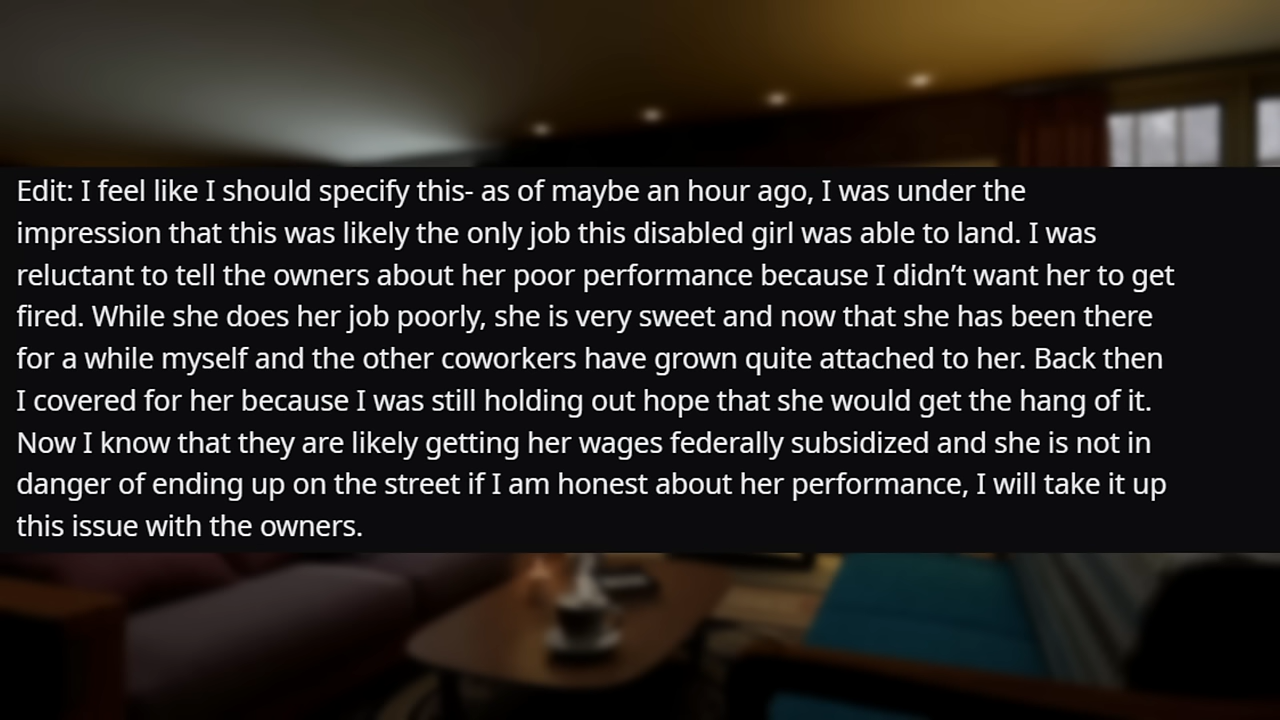 Edit: I feel like I should specify this- as of maybe an hour ago, I was under the
impression that this was likely the only job this disabled girl was able to land. I was
reluctant to tell the owners about her poor performance because I didn’t want her to get
fired. While she does her job poorly, she is very sweet and now that she has been there
for a while myself and the other coworkers have grown quite attached to her. Back then
I covered for her because I was still holding out hope that she would get the hang of it.
Now I know that they are likely getting her wages federally subsidized and she is not in
danger of ending up on the street if I am honest about her performance, I will take it up
this issue with the owners.